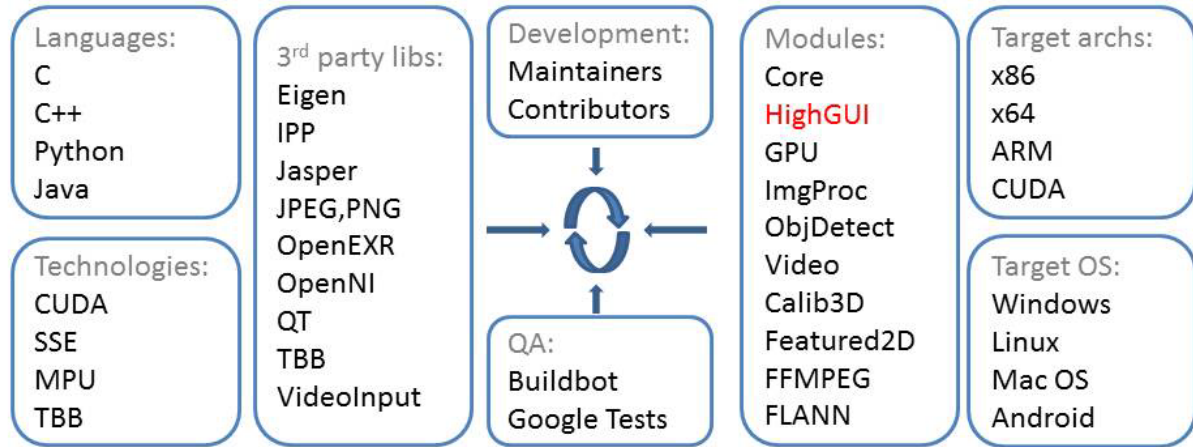 Languages:
C
C++
Python
Java
Technologies:
CUDA
SSE
MPU
TBB
3rd party libs:
Eigen
IPP
Jasper
JPEG,PNG
OpenEXR
OpenNI
QT
TBB
VideoInput
Development:
Maintainers
Contributors
QA:
Buildbot
Google Tests
Modules:
Core
HighGUI
GPU
ImgProc
ObjDetect
Video
Calib3D
Featured2D
FFMPEG
FLANN
Target archs:
x86
x64
ARM
CUDA
Target OS:
Windows
Linux
Mac OS
Android